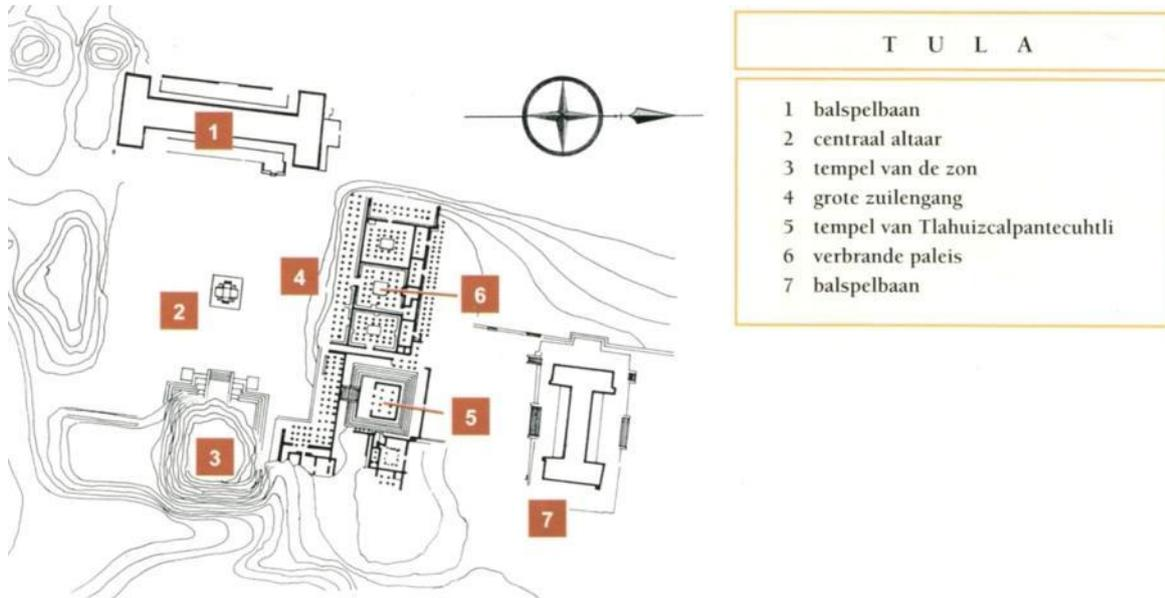 T U L A
1 balspelbaan
2 centraal altaar
3 tempel van de zon
4 grote zuilengang
5 tempel van Tlahuizcalpantecuhtli
6 verbrande paleis
7 balspelbaan
1
2
4
6
5
3
7